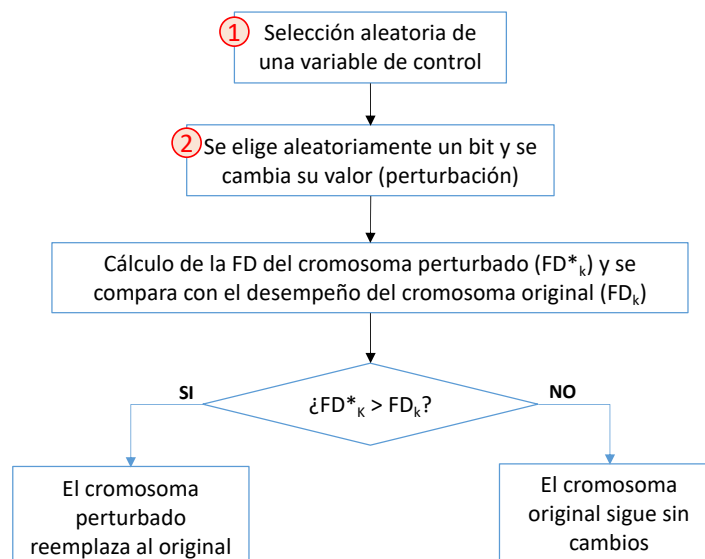 1
Selección aleatoria de
una variable de control
2
Se elige aleatoriamente un bit y se
cambia su valor (perturbación)
Cálculo de la FD del cromosoma perturbado (FD*k) y se
compara con el desempeño del cromosoma original (FDk)
SI
¿FD*K > FDk?
NO
El cromosoma
perturbado
reemplaza al original
El cromosoma
original sigue sin
cambios